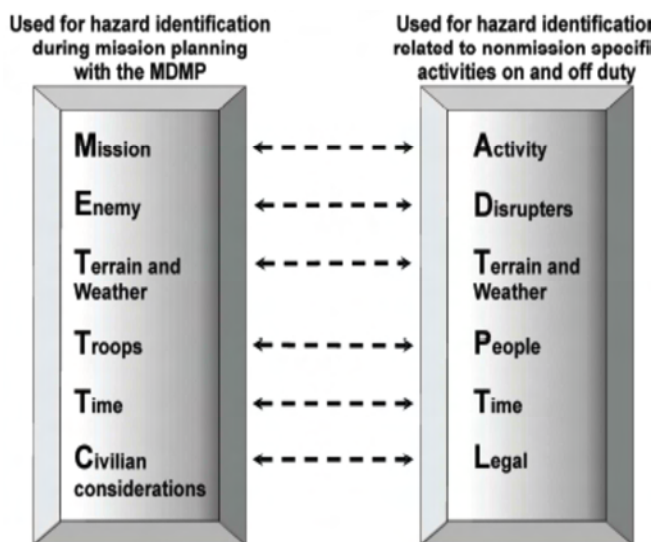 Used for hazard identification
during mission planning
with the MDMP
Mission
Enemy
Terrain and
Weather
Troops
Time
Civilian
considerations
Used for hazard identification
related to nonmission specifi
activities on and off duty
Activity
Disrupters
Terrain and
Weather
People
Time
Legal